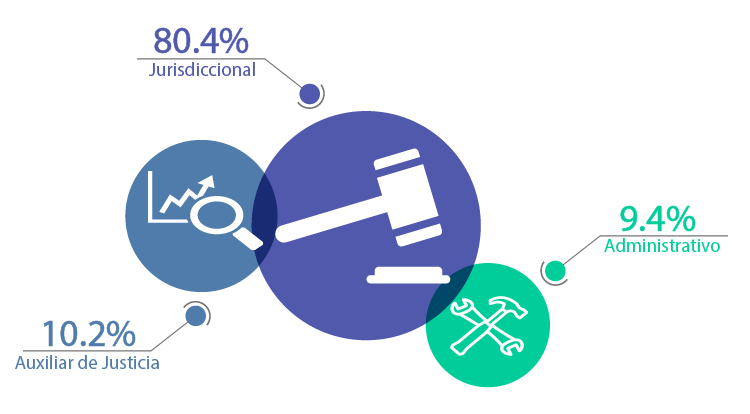 80.4%
Jurisdiccional
9.4%
Administrativo
10.2%
Auxiliar de Justicia